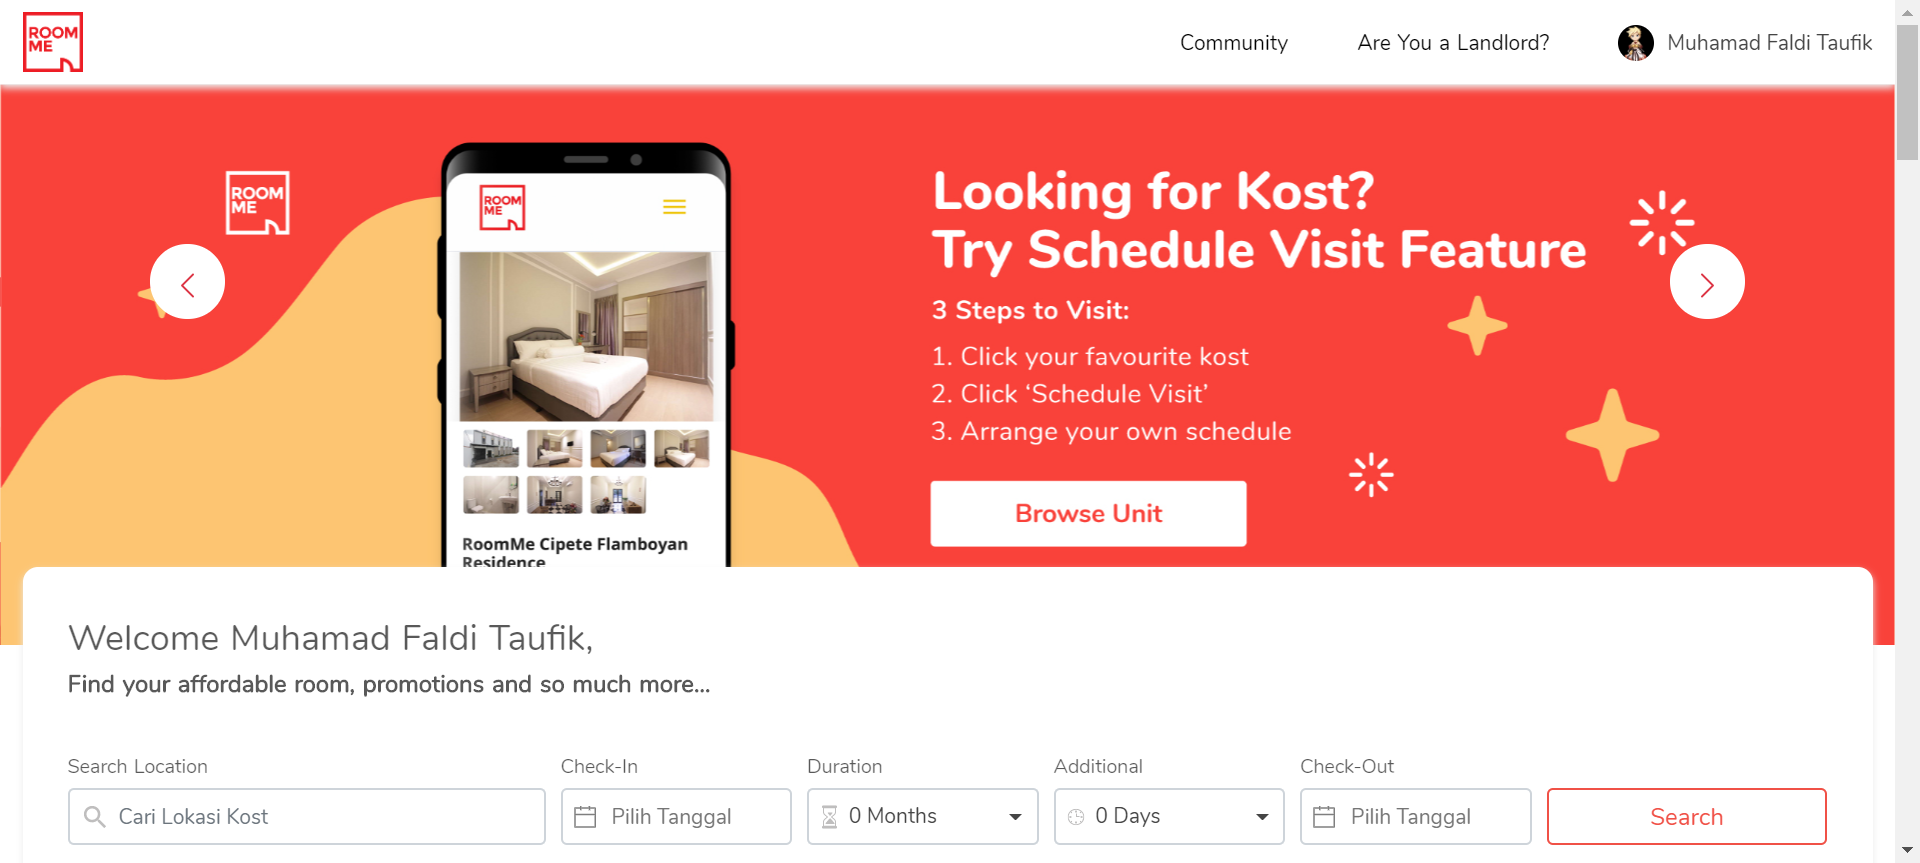 ROOM
ME
Community
Are You a Landlord?
Muhamad Faldi Taufik
ROOM
ME
ROOM
ME
RoomMe Cipete Flamboyan
Residence
Looking for Kost?
Try Schedule Visit Feature
3 Steps to Visit:
1. Click your favourite kost
2. Click ‘Schedule Visit’
3. Arrange your own schedule
Browse Unit
Welcome Muhamad Faldi Taufik,
Find your affordable room, promotions and so much more...
Search Location
Check-In
Duration
Additional
Check-Out
Cari Lokasi Kost
Pilih Tanggal
0 Months
0 Days
Pilih Tanggal
Search